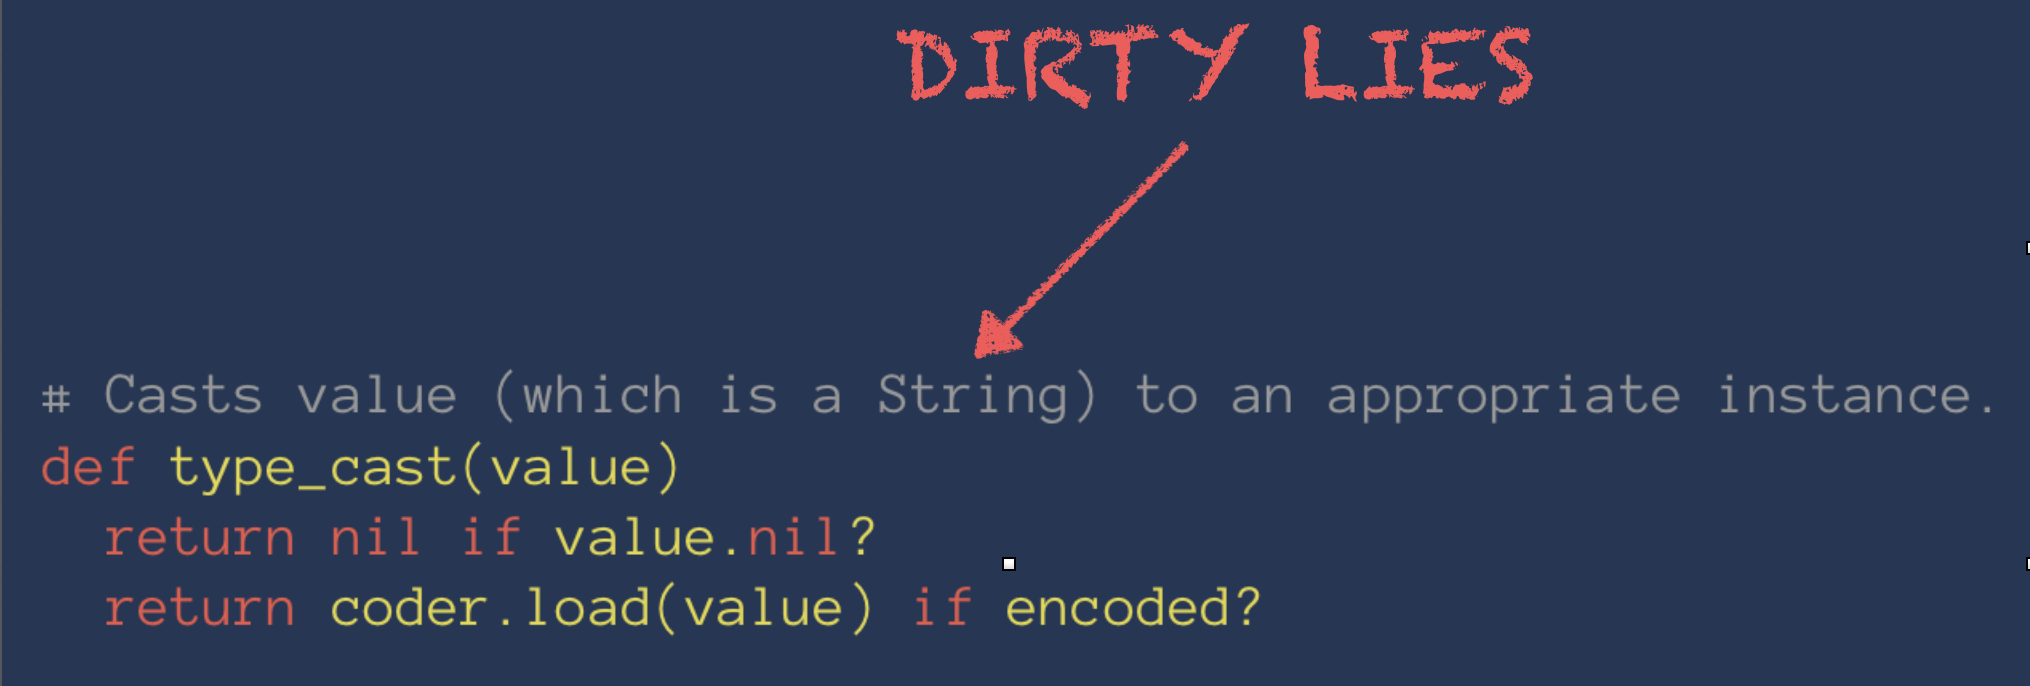 DIRTY LIES
# Casts value (which is a String) to an appropriate instance.
def type_cast(value)
  return nil if value.nil?
  return coder.load(value) if encoded?